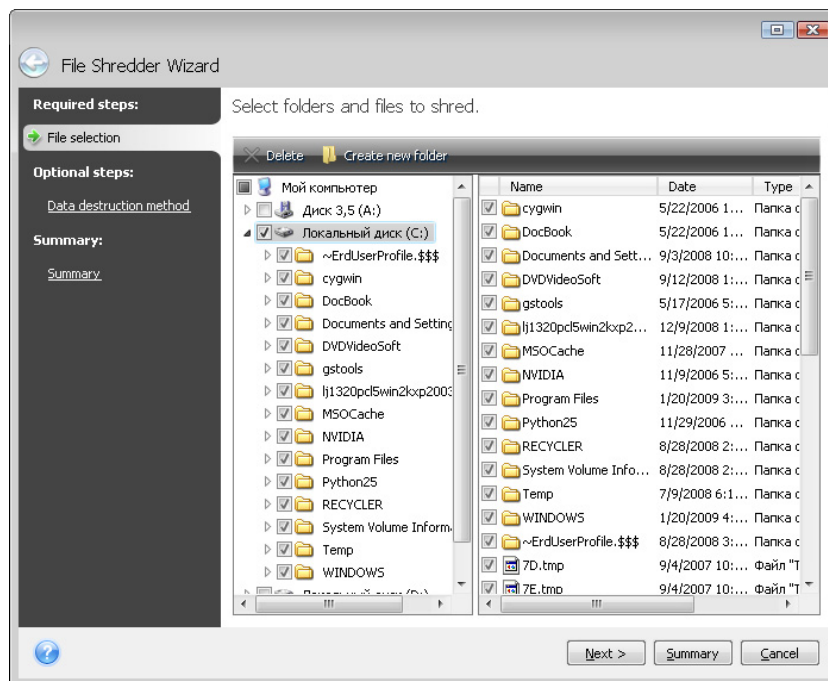 File Shredder Wizard
Required steps:
File selection
Optional steps:
Data destruction method
Summary:
Summary
Select folders and files to shred.
Delete Create new folder
Мой компьютер
Диск 3,5 (A:)
Локальный диск (C:)
~ErdUserProfile.$$$
cygwin
DocBook
Documents and Setting
DVDVideoSoft
gstools
lj1320pcl5win2kxp2003
MSOCache
NVIDIA
Program Files
Python25
RECYCLER
System Volume Inform
Temp
WINDOWS
Локальный диск (D:)
Name Date Type
cygwin 5/22/2006 1... Папка с
DocBook 5/22/2006 1... Папка с
Documents and Sett... 9/3/2008 10:... Папка с
DVDVideoSoft 9/12/2008 1:... Папка с
gstools 5/17/2006 5:... Папка с
lj1320pcl5win2kxp2... 12/9/2008 1:... Папка с
MSOCache 11/28/2007 ... Папка с
NVIDIA 11/9/2006 5:... Папка с
Program Files 1/20/2009 3:... Папка с
Python25 11/29/2006 ... Папка с
RECYCLER 8/28/2008 2:... Папка с
System Volume Info... 8/28/2008 2:... Папка с
Temp 7/9/2008 6:1... Папка с
WINDOWS 1/20/2009 4:... Папка с
~ErdUserProfile.$$$ 8/28/2008 3:... Папка с
7D.tmp 9/4/2007 10:... Файл "T
7E.tmp 9/4/2007 10:... Файл "T
Next >
Summary
Cancel